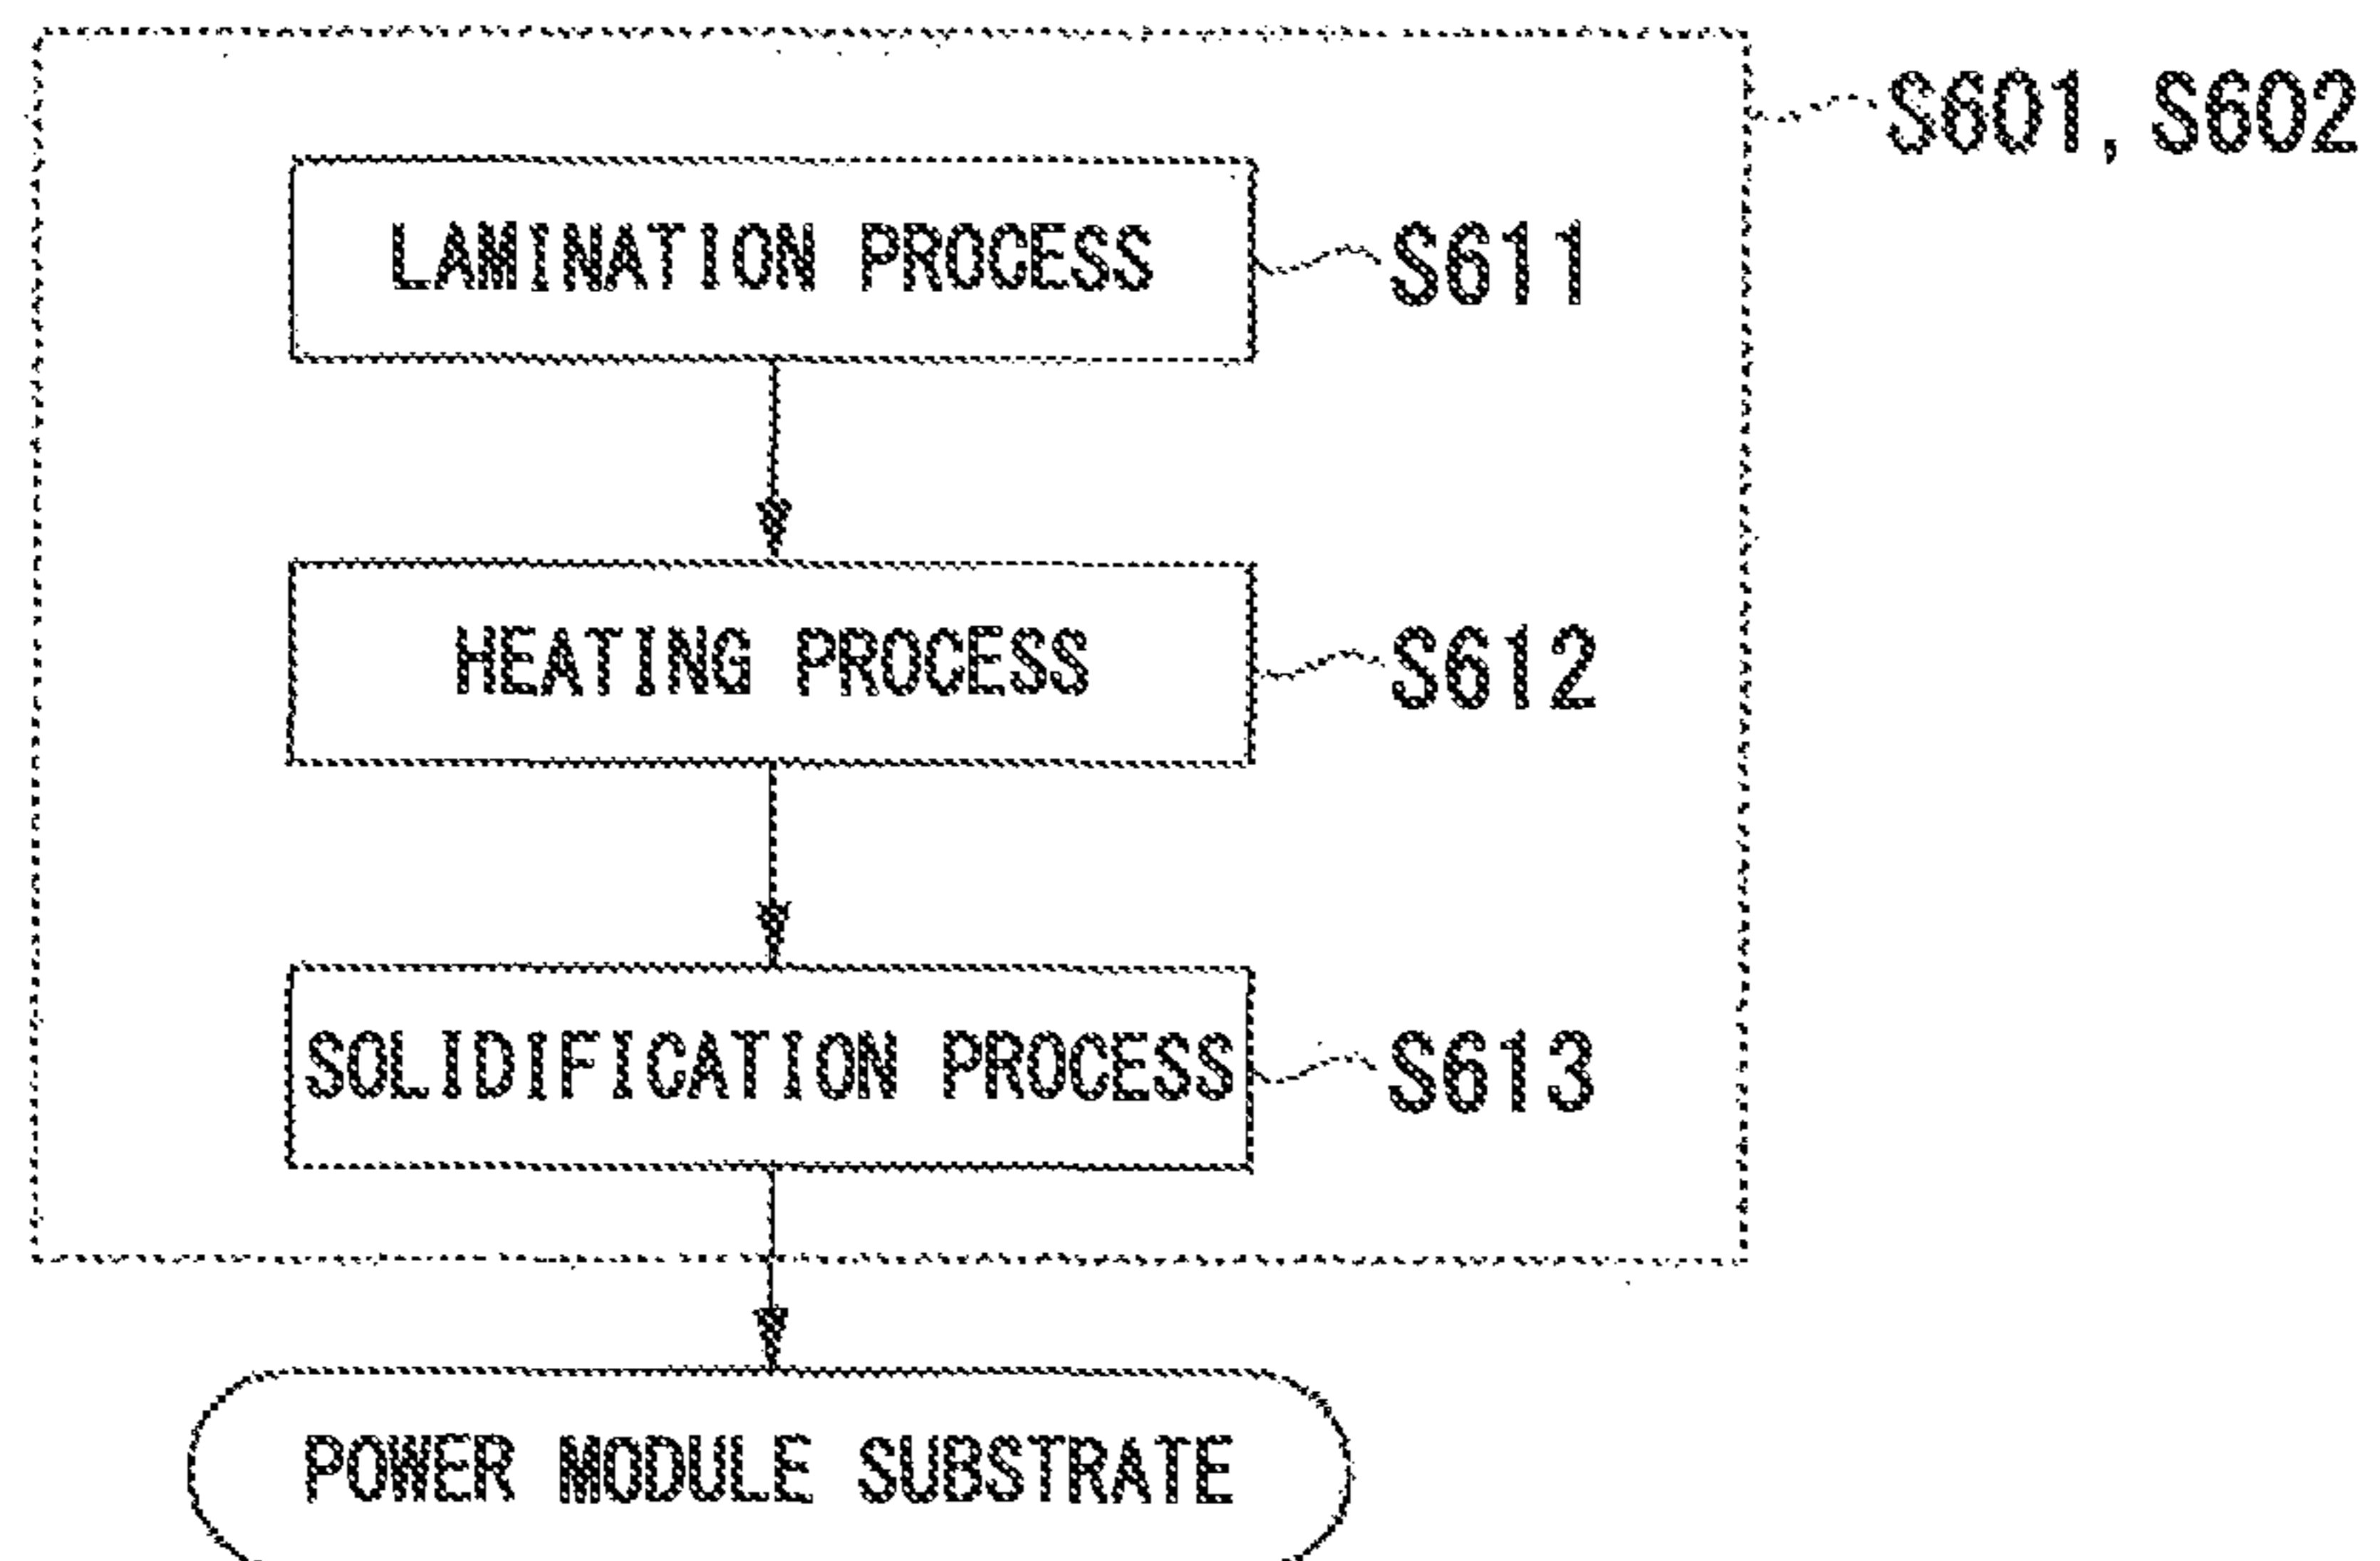 S601, S602
LAMINATION PROCESS
S611
HEATING PROCESS
S612
SOLIDIFICATION PROCESS
S613
POWER MODULE SUBSTRATE